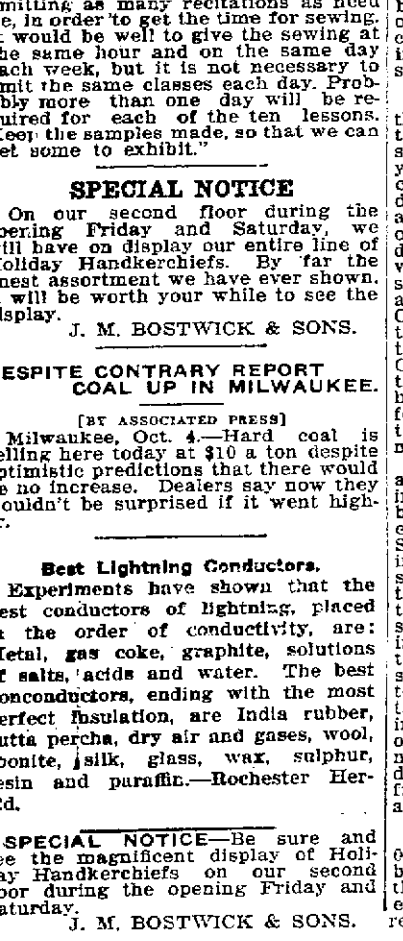 mitting as many recitations as need
e, in order to get the time for sewing.
would be well to give the sewing at
he same hour and on the same day
ach week, but it is not necessary to
mit the same classes each day. Prob-
bly more than one day will be re-
uired for each of the ten lessons.
Keep the samples made, so that we can
et some to exhibit."
SPECIAL NOTICE
On our second floor during the
pening Friday and Saturday, we
ill have on display our entire line of
Holiday Handkerchiefs. By far the
nest assortment we have ever shown.
will be worth your while to see the
isplay.
J. M. BOSTWICK & SONS.
ESPITE CONTRARY REPORT
COAL UP IN MILWAUKEE.
[BY ASSOCIATED PRESS]
Milwaukee, Oct. 4.—Hard coal is
elling here today at $10 a ton despite
ptimistic predictions that there would
e no increase. Dealers say now they
ouldn't be surprised if it went high-
r.
Best Lightning Conductors.
Experiments have shown that the
est conductors of lightning, placed
the order of conductivity, are:
Metal, gas coke, graphite, solutions
f salts, acids and water. The best
onconductors, ending with the most
erfect insulation, are India rubber,
utta percha, dry air and gases, wool,
bonite, silk, glass, wax, sulphur,
esin and paraffin.—Rochester Her-
ld.
SPECIAL NOTICE—Be sure and
ee the magnificent display of Holi-
ay Handkerchiefs on our second
oor during the opening Friday and
aturday.
J. M. BOSTWICK & SONS.